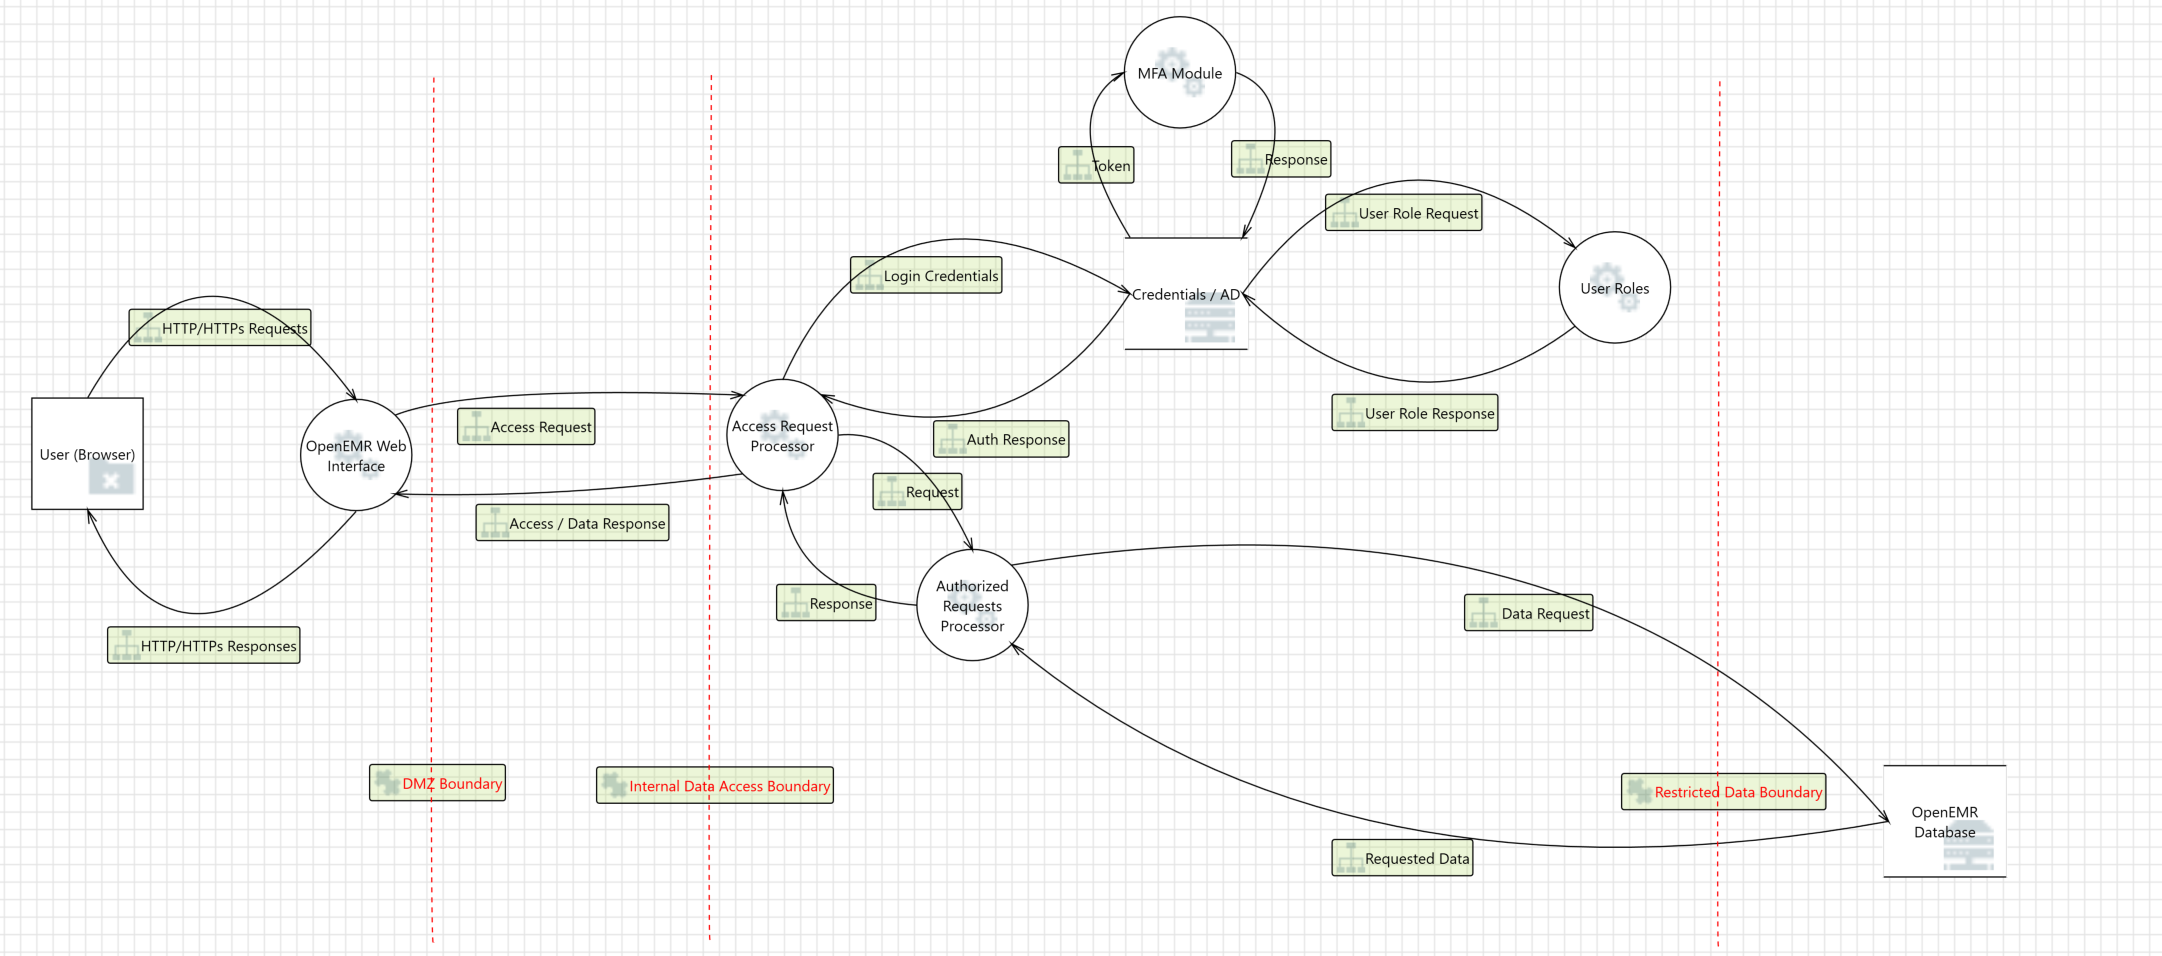 MFA Module
Token
Response
User Role Request
Login Credentials
Credentials / AD
User Roles
HTTP/HTTPs Requests
User Role Response
Access Request
Access Request
Processor
Auth Response
User (Browser)
OpenEMR Web
Interface
Request
Access / Data Response
Response
Authorized
Requests
Processor
Data Request
HTTP/HTTPs Responses
DMZ Boundary
Internal Data Access Boundary
Restricted Data Boundary
OpenEMR
Database
Requested Data